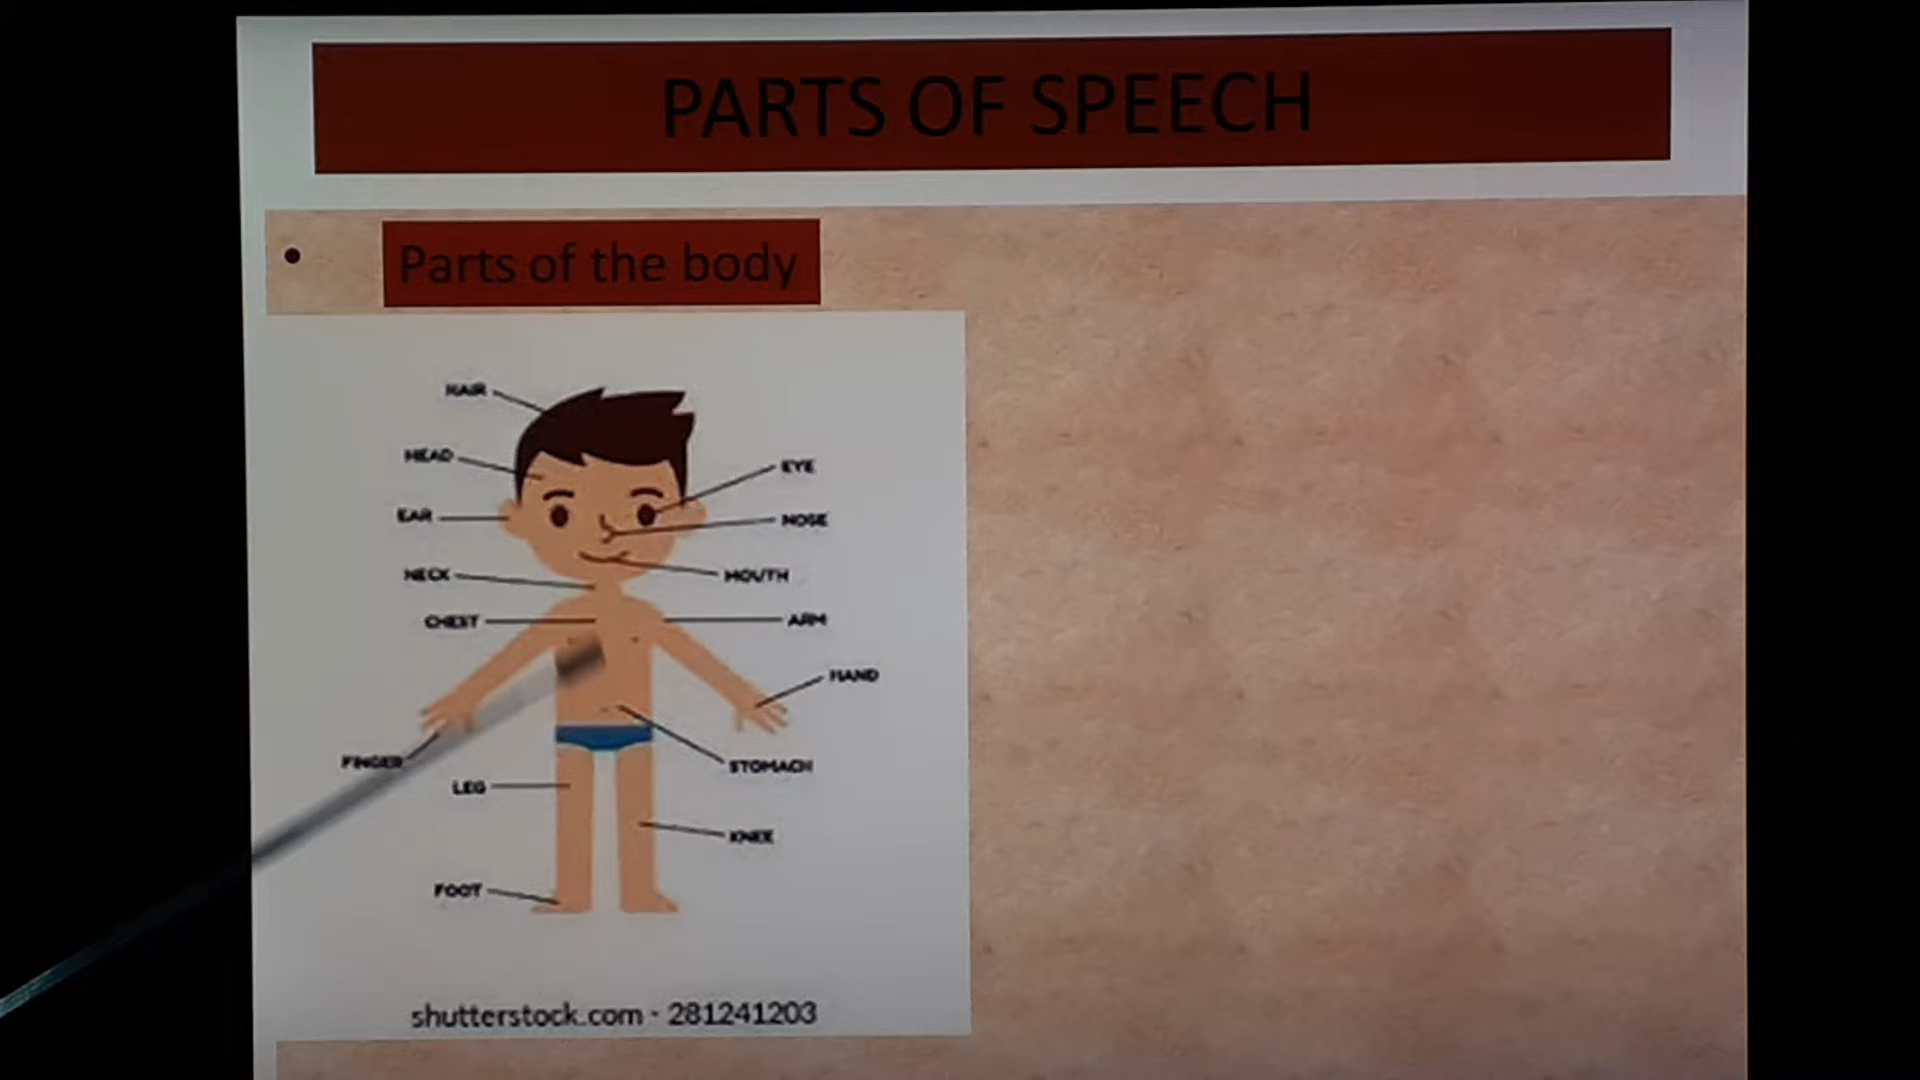 PARTS OF SPEECH
Parts of the body
HAIR
HEAD
EYE
EAR
NOSE
NECK
MOUTH
CHEST
ARM
HAND
FINGER
STOMACH
LEG
KNEE
FOOT
shutterstock.com · 281241203